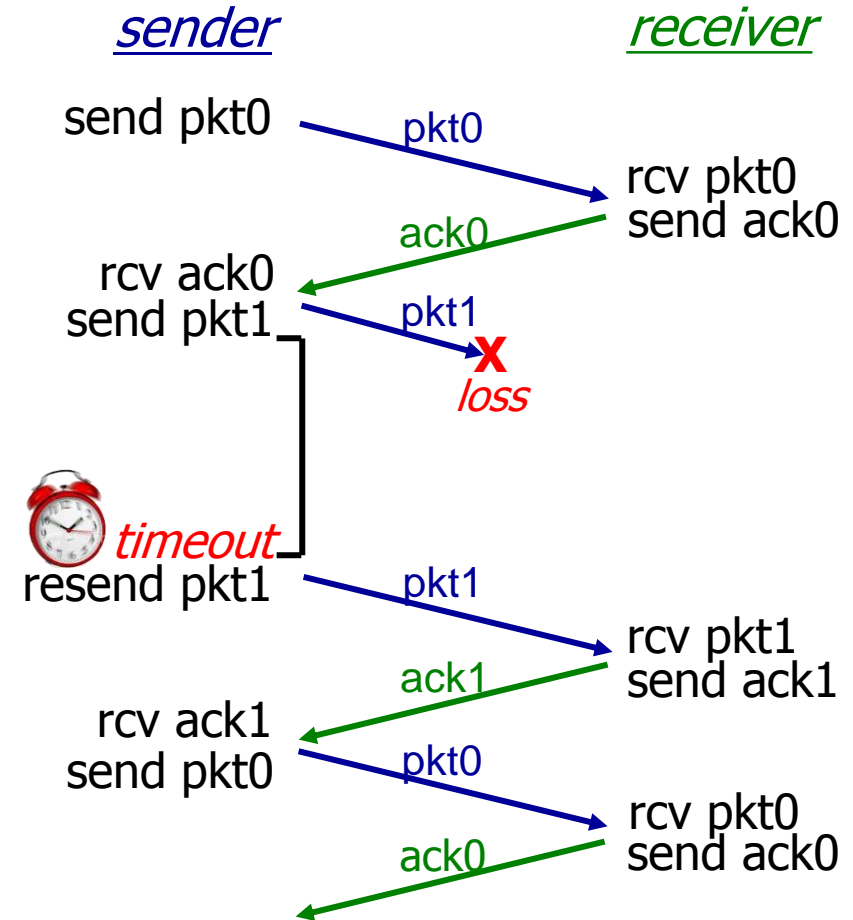 sender
receiver
send pkt0
pkt0
rcv pkt0
send ack0
ack0
rcv ack0
send pkt1
pkt1
X
loss
timeout
resend pkt1
pkt1
rcv pkt1
send ack1
ack1
rcv ack1
send pkt0
pkt0
rcv pkt0
send ack0
ack0